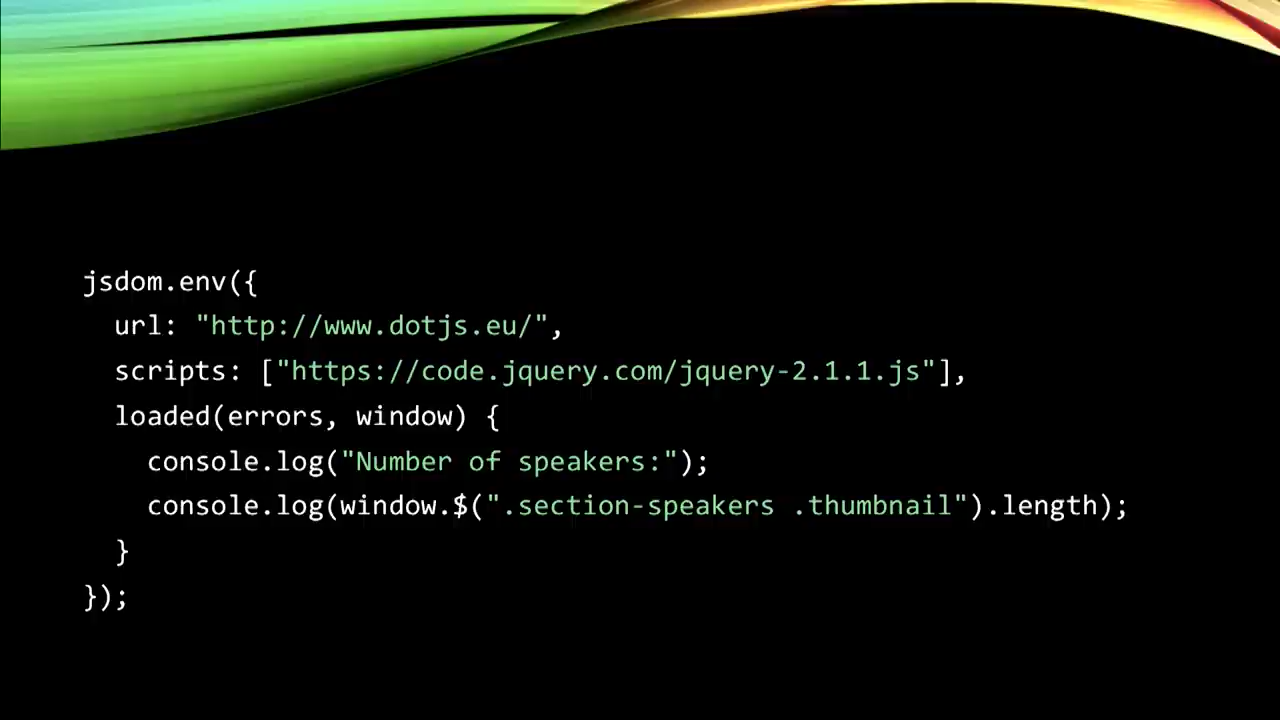 jsdom.env({
  url: "http://www.dotjs.eu/",
  scripts: ["https://code.jquery.com/jquery-2.1.1.js"],
  loaded(errors, window) {
    console.log("Number of speakers:");
    console.log(window.$(".section-speakers .thumbnail").length);
  }
});